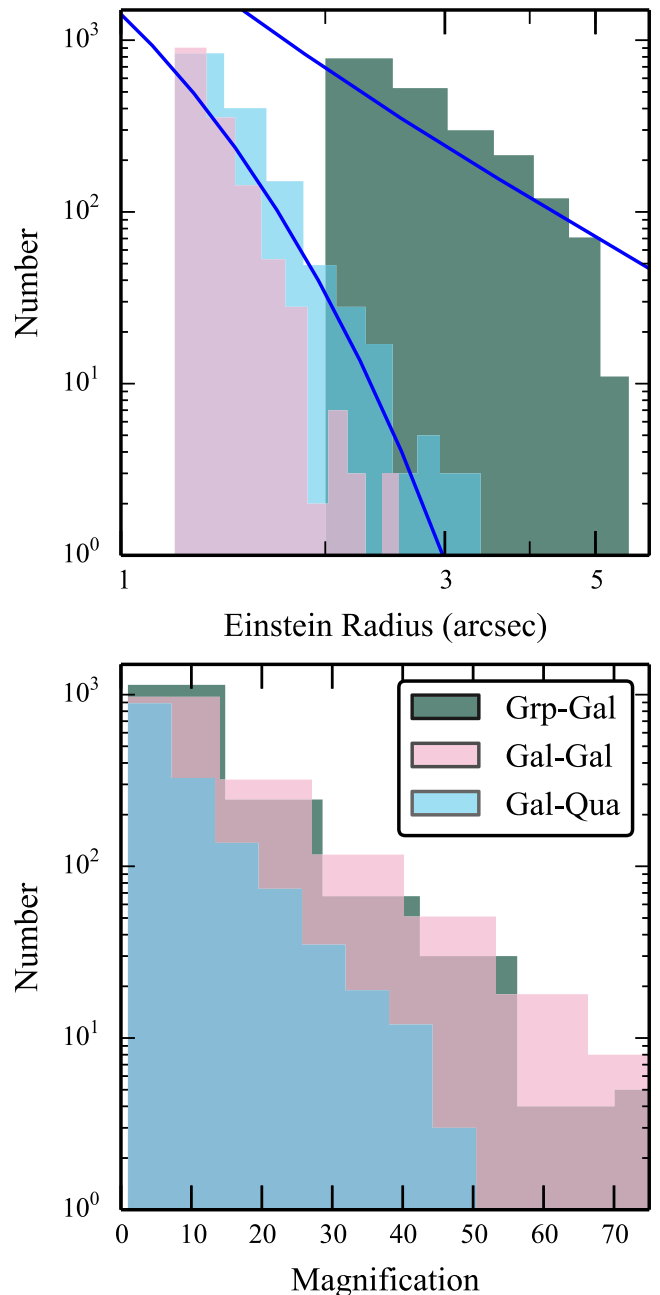 10³
10²
10¹
10⁰
Number
1 3 5
Einstein Radius (arcsec)
Grp-Gal
Gal-Gal
Gal-Qua
10³
10²
10¹
10⁰
Number
0 10 20 30 40 50 60 70
Magnification